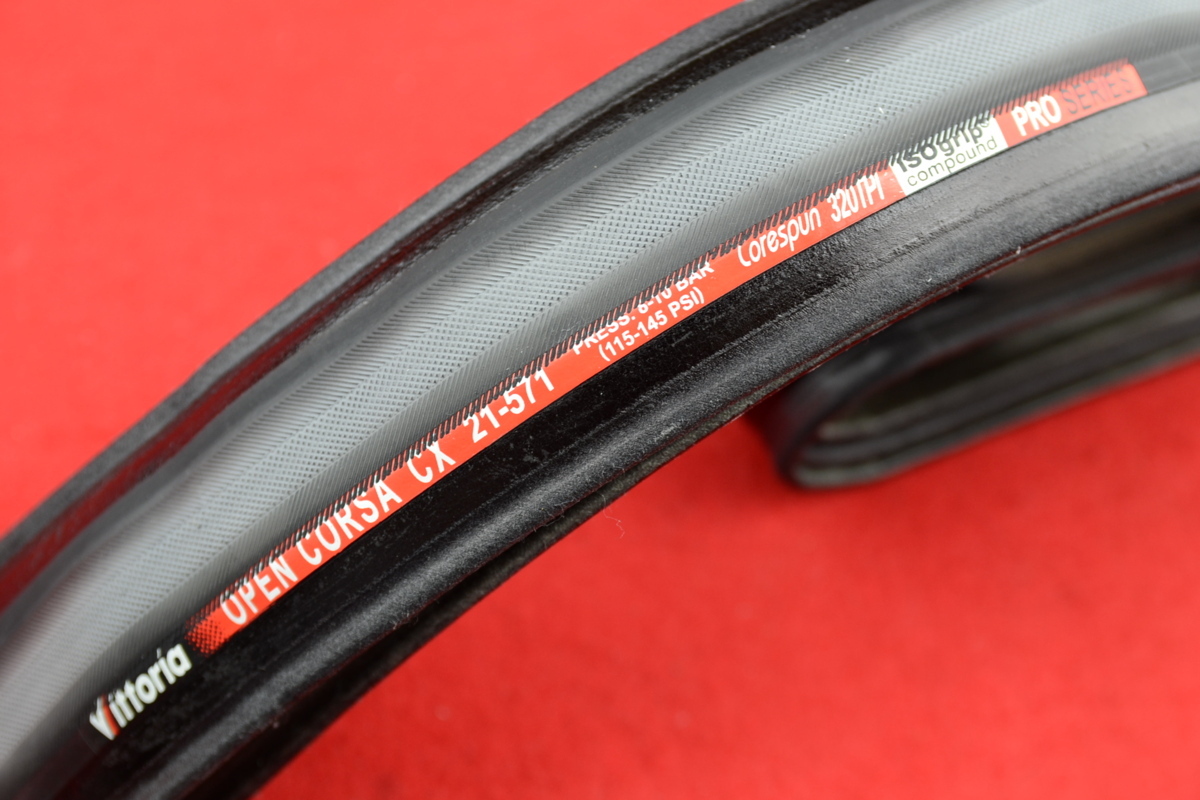 Vittoria OPEN CORSA CX 21-571
PRESS: 8-10 BAR
(115-145 PSI)
Corespun 320TPI
isogrip
compound
PRO SERIES